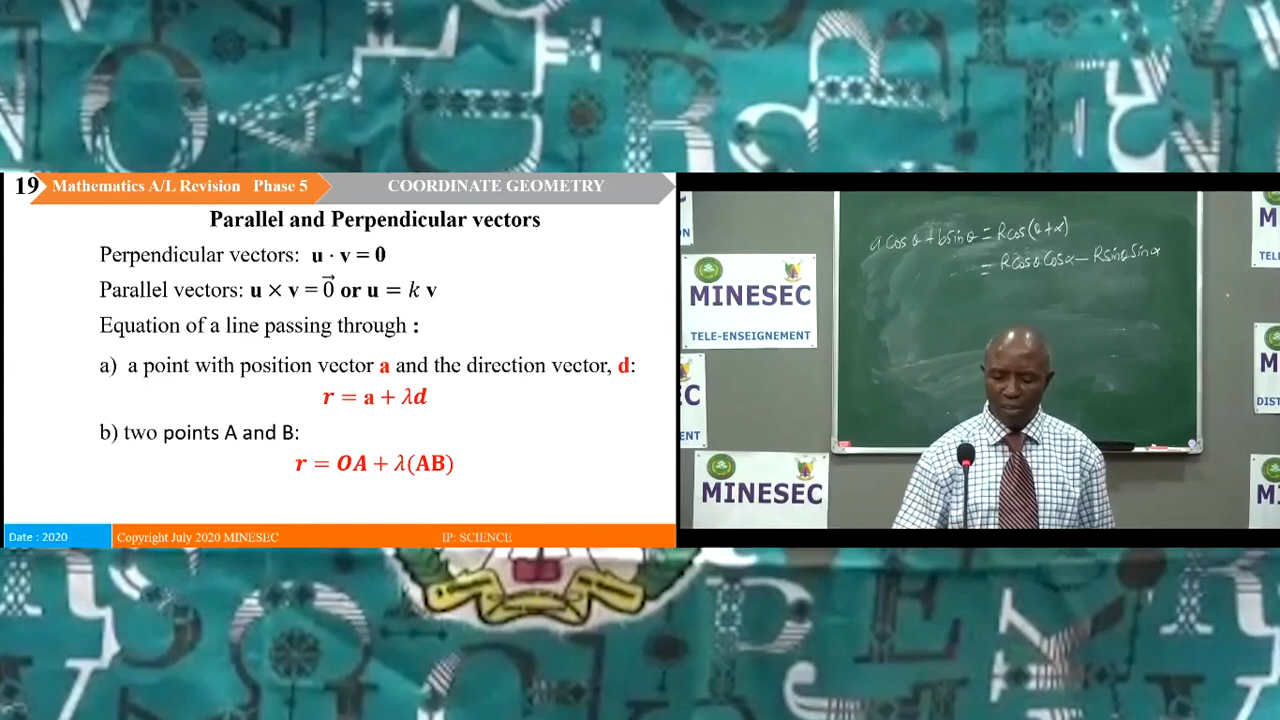 19 Mathematics A/L Revision Phase 5 COORDINATE GEOMETRY
Parallel and Perpendicular vectors
Perpendicular vectors: u · v = 0
Parallel vectors: u × v = 0⃗ or u = k v
Equation of a line passing through :
a) a point with position vector a and the direction vector, d:
r = a + λd
b) two points A and B:
r = OA + λ(AB)
Date : 2020 Copyright July 2020 MINESEC IP: SCIENCE
a cos θ + b sin θ = R cos(θ + α)
= R cos θ cos α − R sin θ sin α
MINESEC
TELE-ENSEIGNEMENT
MINESEC